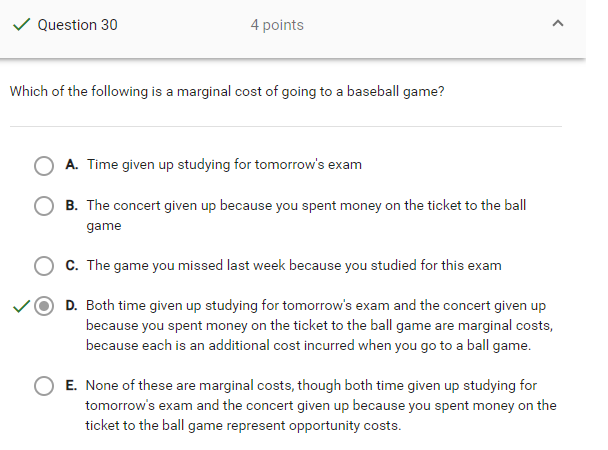 Question 30 4 points
Which of the following is a marginal cost of going to a baseball game?
A. Time given up studying for tomorrow's exam
B. The concert given up because you spent money on the ticket to the ball
game
C. The game you missed last week because you studied for this exam
D. Both time given up studying for tomorrow's exam and the concert given up
because you spent money on the ticket to the ball game are marginal costs,
because each is an additional cost incurred when you go to a ball game.
E. None of these are marginal costs, though both time given up studying for
tomorrow's exam and the concert given up because you spent money on the
ticket to the ball game represent opportunity costs.